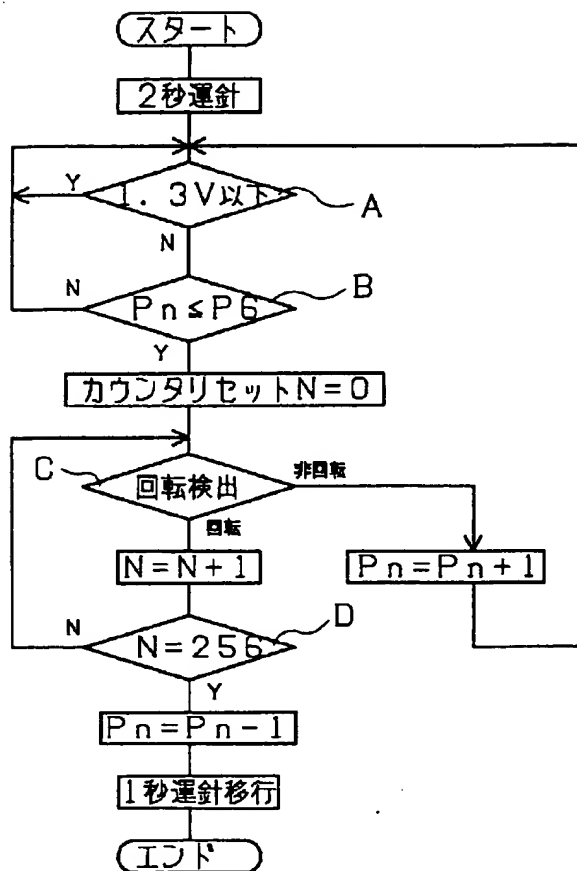 スタート
2秒運針
1.3V以下
Y
A
N
Pn≦P6
N
B
Y
カウンタリセットN=0
C
回転検出
非回転
回転
N=N+1
Pn=Pn+1
N=256
N
D
Y
Pn=Pn-1
1秒運針移行
エンド